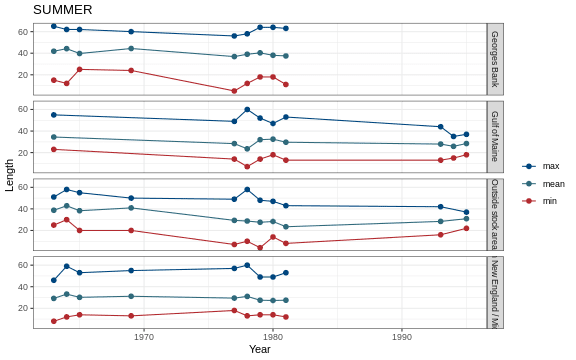 SUMMER
60
40
20
Georges Bank
60
40
20
Gulf of Maine
60
40
20
Outside stock area
60
40
20
New England / Mi
Length
1970
1980
1990
Year
max
mean
min